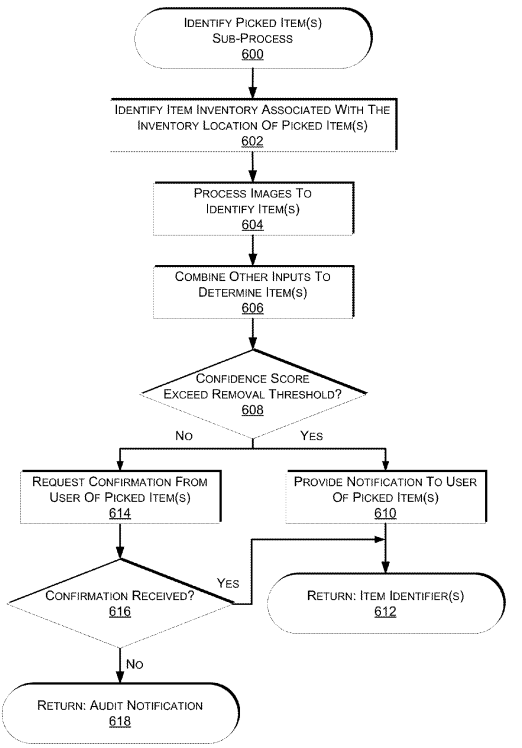 Identify Picked Item(s)
Sub-Process
600
Identify Item Inventory Associated With The
Inventory Location Of Picked Item(s)
602
Process Images To
Identify Item(s)
604
Combine Other Inputs To
Determine Item(s)
606
Confidence Score
Exceed Removal Threshold?
608
No
Yes
Request Confirmation From
User Of Picked Item(s)
614
Provide Notification To User
Of Picked Item(s)
610
Confirmation Received?
616
Yes
Return: Item Identifier(s)
612
No
Return: Audit Notification
618